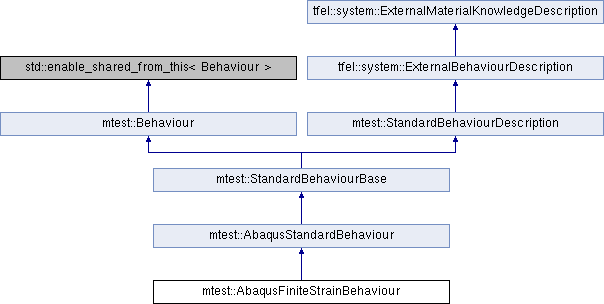 tfel::system::ExternalMaterialKnowledgeDescription
std::enable_shared_from_this< Behaviour >
tfel::system::ExternalBehaviourDescription
mtest::Behaviour
mtest::StandardBehaviourDescription
mtest::StandardBehaviourBase
mtest::AbaqusStandardBehaviour
mtest::AbaqusFiniteStrainBehaviour